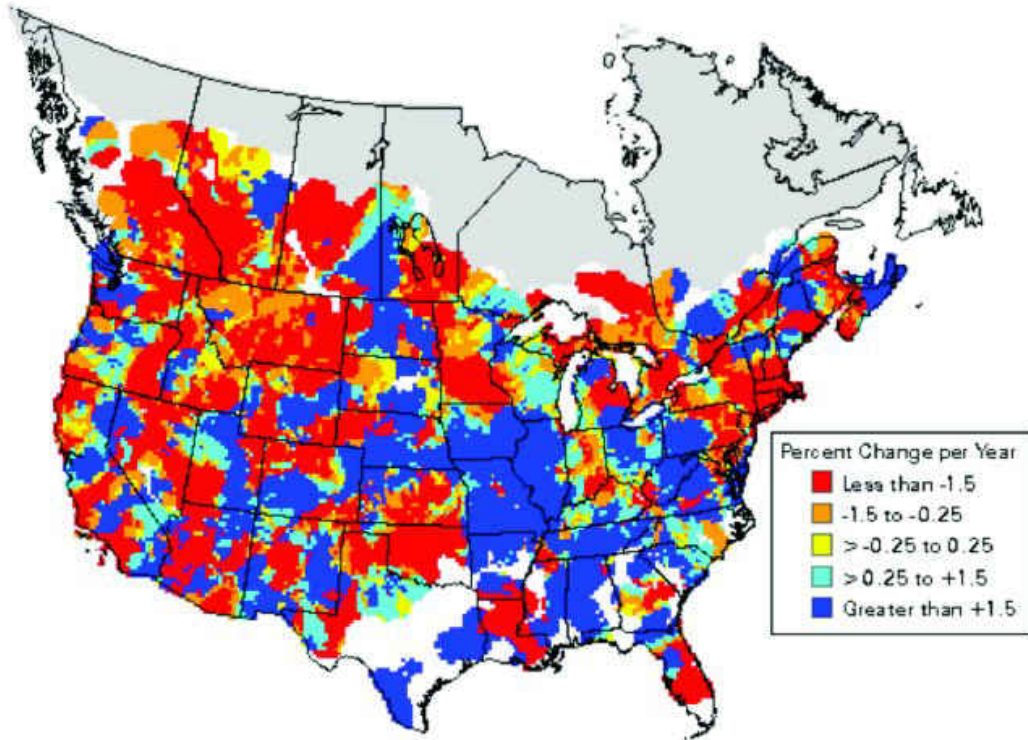 Percent Change per Year
Less than -1.5
-1.5 to -0.25
>-0.25 to 0.25
>0.25 to +1.5
Greater than +1.5